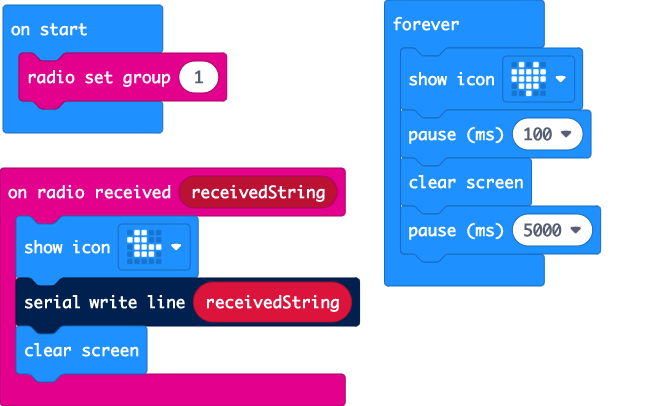 on start
radio set group 1
on radio received receivedString
show icon
serial write line receivedString
clear screen
forever
show icon
pause (ms) 100
clear screen
pause (ms) 5000